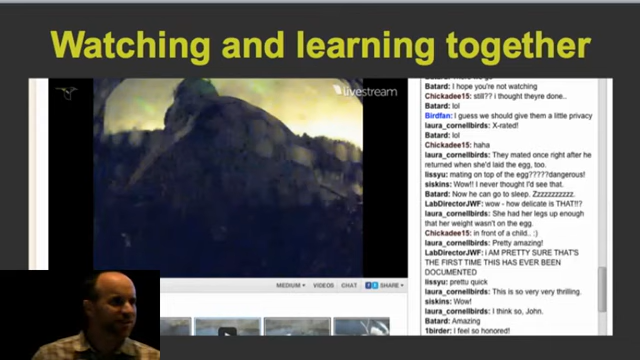 Watching and learning together
livestream
Batard: I hope you're not watching
Chickadee15: still?? i thought theyre done..
Batard: lol
Birdfan: I guess we should give them a little privacy
laura_cornellbirds: X-rated!
Batard: lol
Chickadee15: haha
laura_cornellbirds: They mated once right after he
returned when she'd laid the egg, too.
lissyu: mating on top of the egg?????dangerous!
siskins: Wow!! I never thought I'd see that.
Batard: Now he can go to sleep. Zzzzzzzzzz.
LabDirectorJWF: wow - how delicate is THAT!!?
laura_cornellbirds: She had her legs up enough
that her weight wasn't on the egg.
Chickadee15: in front of a child.. :)
laura_cornellbirds: Pretty amazing!
LabDirectorJWF: i AM PRETTY SURE THAT'S
THE FIRST TIME THIS HAS EVER BEEN
DOCUMENTED
lissyu: prettu quick
laura_cornellbirds: This is so very very thrilling.
siskins: Wow!
laura_cornellbirds: I think so, John.
Batard: Amazing
1birder: I feel so honored!
MEDIUM VIDEOS CHAT SHARE